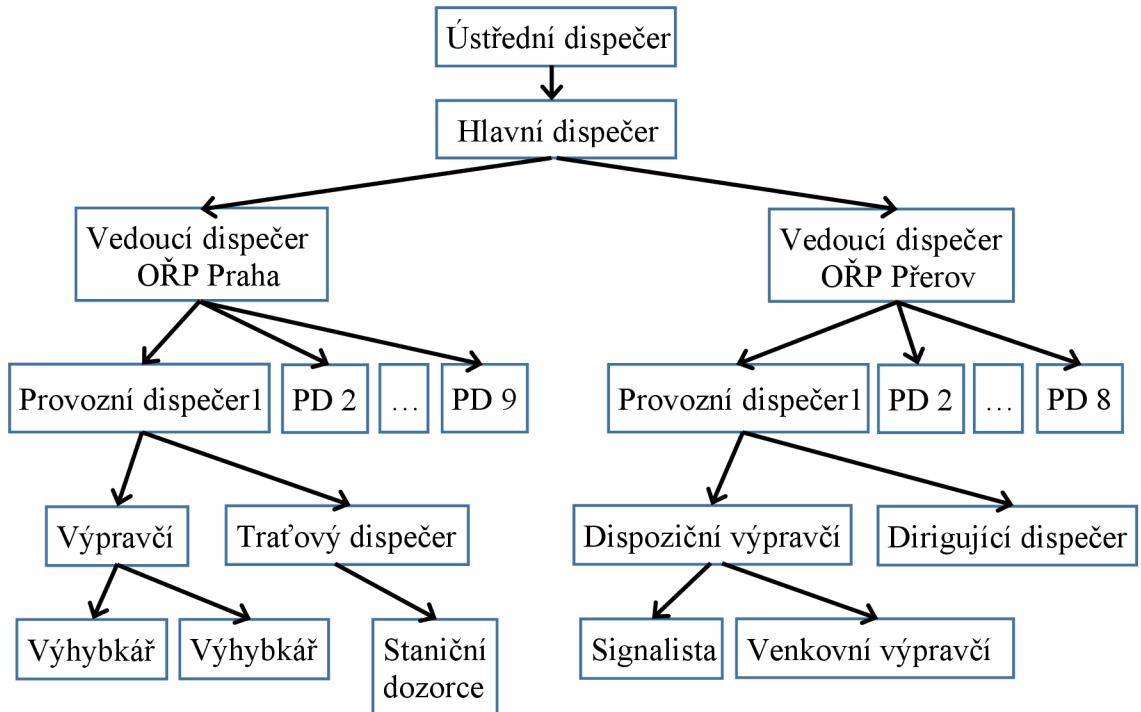 Ústřední dispečer
Hlavní dispečer
Vedoucí dispečer
OŘP Praha
Vedoucí dispečer
OŘP Přerov
Provozní dispečer1
PD 2
...
PD 9
Provozní dispečer1
PD 2
...
PD 8
Výpravčí
Traťový dispečer
Dispoziční výpravčí
Dirigující dispečer
Výhybkář
Výhybkář
Staniční
dozorce
Signalista
Venkovní výpravčí